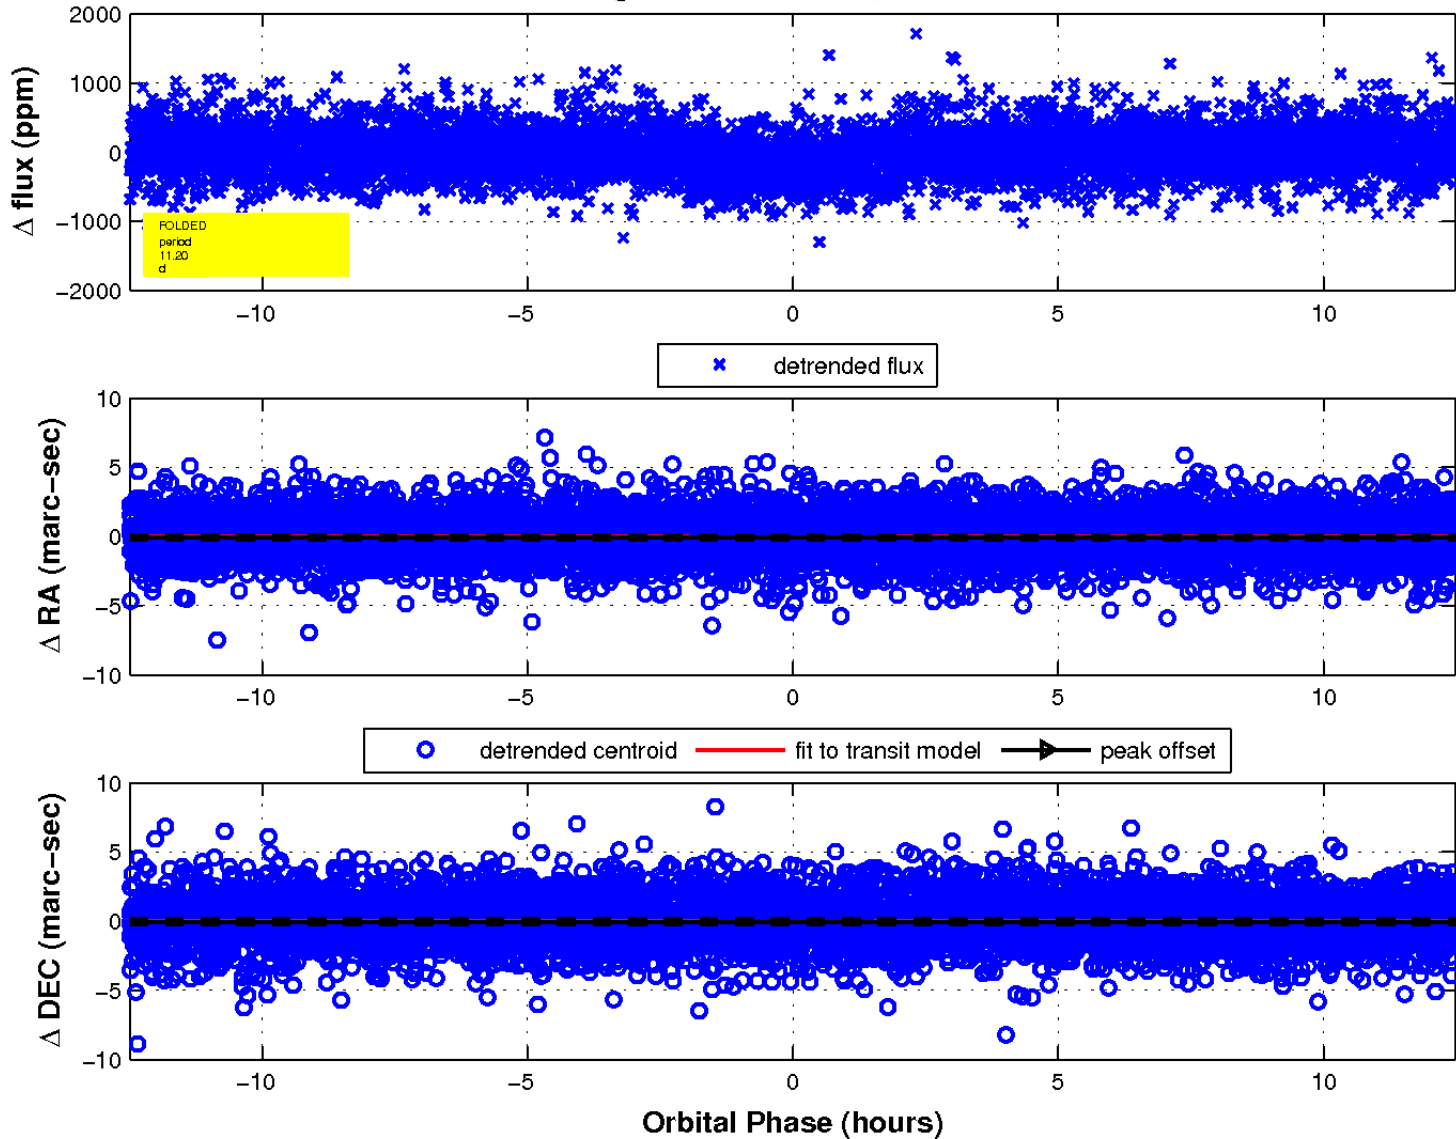 2000
1000
0
−1000
−2000
Δ flux (ppm)
FOLDED
period
11.20
d
−10 −5 0 5 10
detrended flux
10
5
0
−5
−10
Δ RA (marc−sec)
−10 −5 0 5 10
detrended centroid fit to transit model peak offset
10
5
0
−5
−10
Δ DEC (marc−sec)
−10 −5 0 5 10
Orbital Phase (hours)